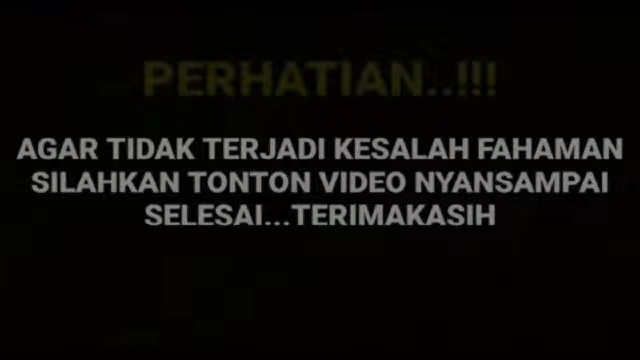 PERHATIAN..!!!
AGAR TIDAK TERJADI KESALAH FAHAMAN
SILAHKAN TONTON VIDEO NYANSAMPAI
SELESAI...TERIMAKASIH